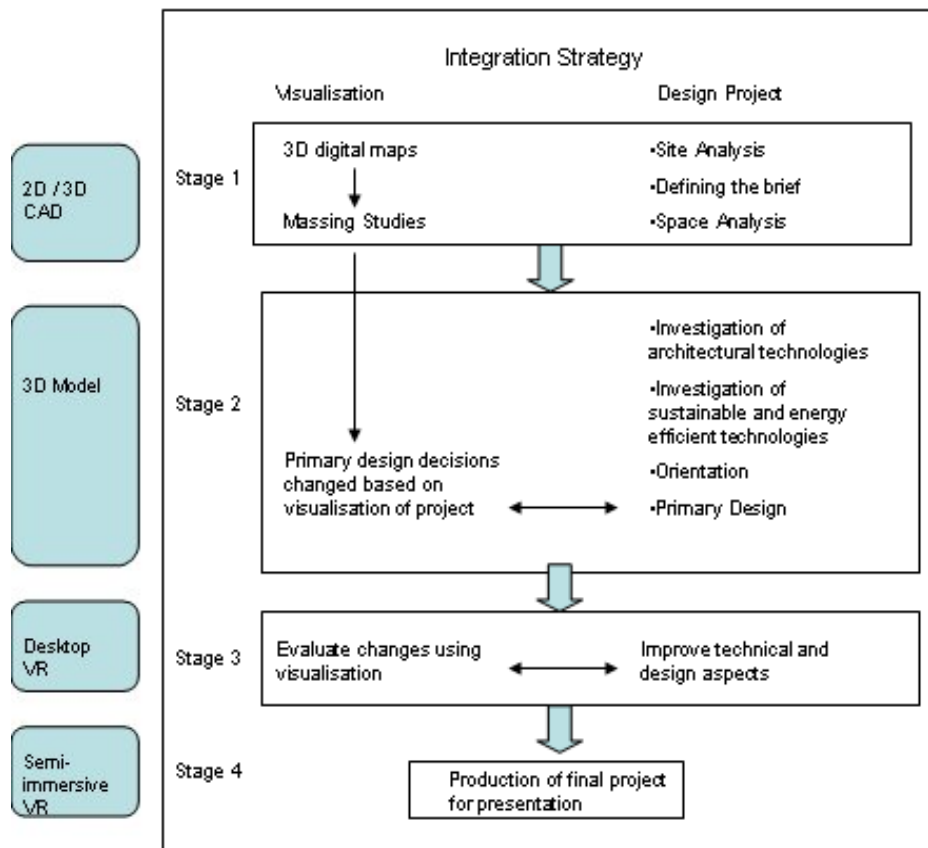 Integration Strategy
Visualisation
Design Project
2D / 3D
CAD
Stage 1
3D digital maps
Massing Studies
•Site Analysis
•Defining the brief
•Space Analysis
3D Model
Stage 2
Primary design decisions
changed based on
visualisation of project
•Investigation of
architectural technologies
•Investigation of
sustainable and energy
efficient technologies
•Orientation
•Primary Design
Desktop
VR
Stage 3
Evaluate changes using
visualisation
Improve technical and
design aspects
Semi-
immersive
VR
Stage 4
Production of final project
for presentation